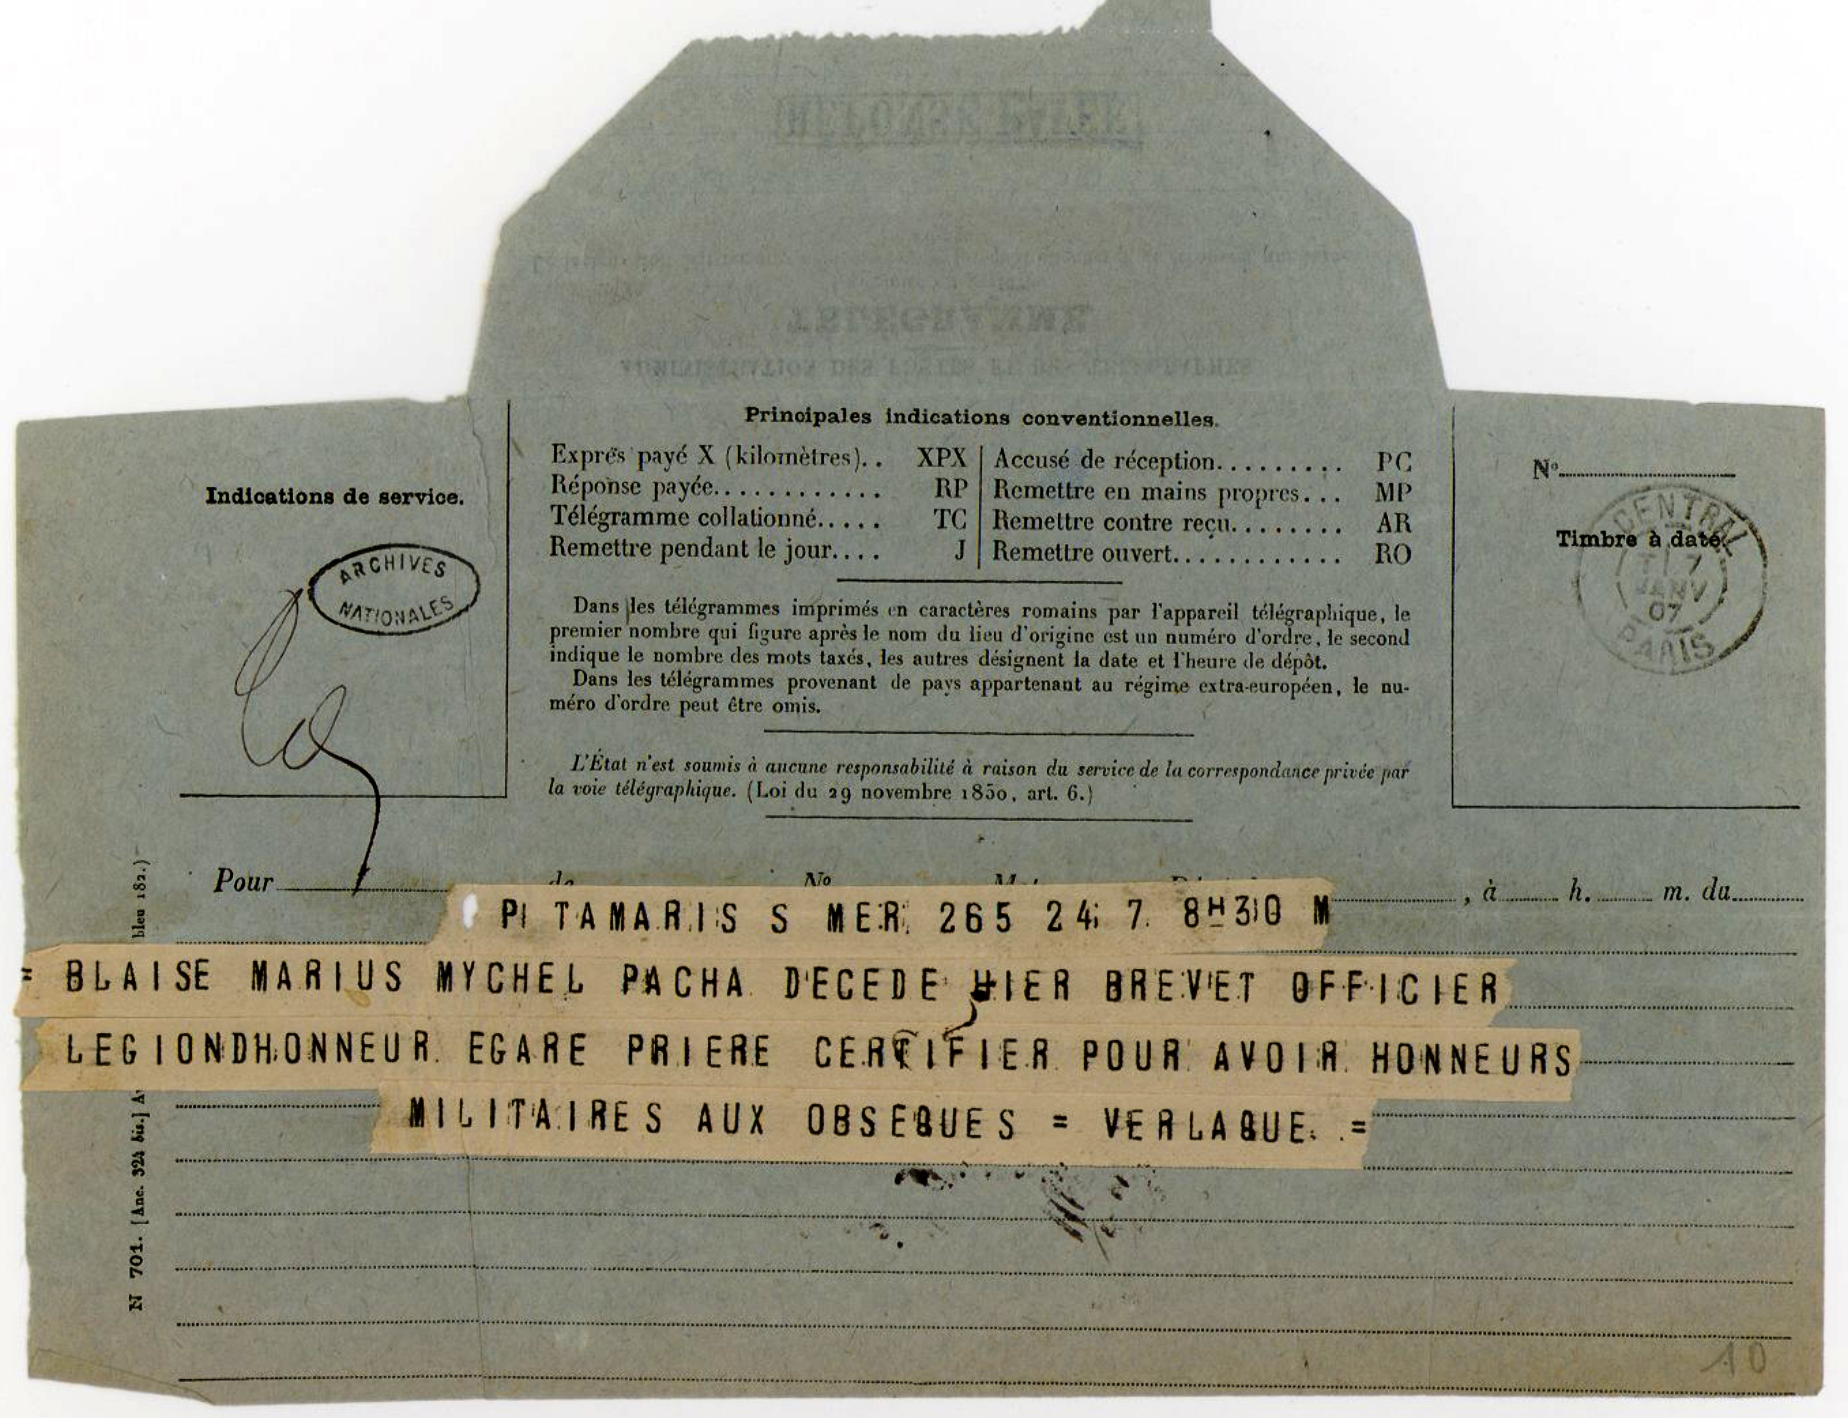 Principales indications conventionnelles.
Indications de service.
Exprès payé X (kilomètres).. XPX
Réponse payée............ RP
Télégramme collationné..... TC
Remettre pendant le jour.... J
Accusé de réception......... PC
Remettre en mains propres... MP
Remettre contre reçu........ AR
Remettre ouvert............ RO
N°
Timbre à date.
CENTRAL
7
JANV
07
PARIS
ARCHIVES
NATIONALES
Dans les télégrammes imprimés en caractères romains par l'appareil télégraphique, le
premier nombre qui figure après le nom du lieu d'origine est un numéro d'ordre, le second
indique le nombre des mots taxés, les autres désignent la date et l'heure de dépôt.
Dans les télégrammes provenant de pays appartenant au régime extra-européen, le nu-
méro d'ordre peut être omis.
L'État n'est soumis à aucune responsabilité à raison du service de la correspondance privée par
la voie télégraphique. (Loi du 29 novembre 1850, art. 6.)
Pour de N° , à h. m. du
P TAMARIS S MER 265 24 7 8H30 M
= BLAISE MARIUS MYCHEL PACHA DECEDE HIER BREVET OFFICIER
LEGIONDHONNEUR EGARE PRIERE CERTIFIER POUR AVOIR HONNEURS
MILITAIRES AUX OBSEQUES = VERLAQUE =
N 701. [Anc. 324 bis.]
bleu 182.)
10